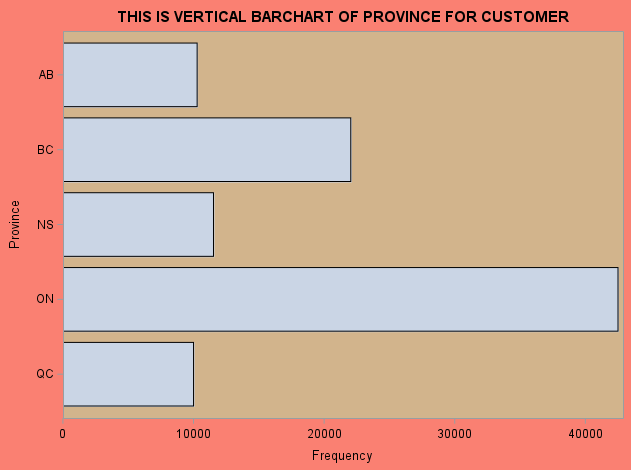 THIS IS VERTICAL BARCHART OF PROVINCE FOR CUSTOMER
AB
BC
NS
ON
QC
Province
0 10000 20000 30000 40000
Frequency